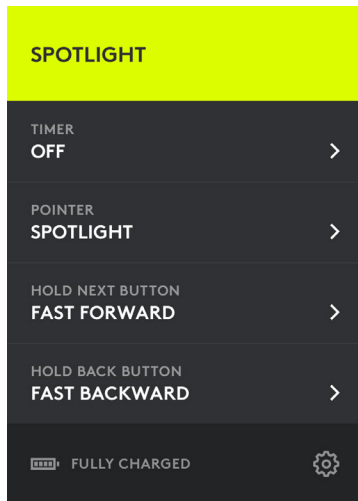 SPOTLIGHT
TIMER
OFF
POINTER
SPOTLIGHT
HOLD NEXT BUTTON
FAST FORWARD
HOLD BACK BUTTON
FAST BACKWARD
FULLY CHARGED